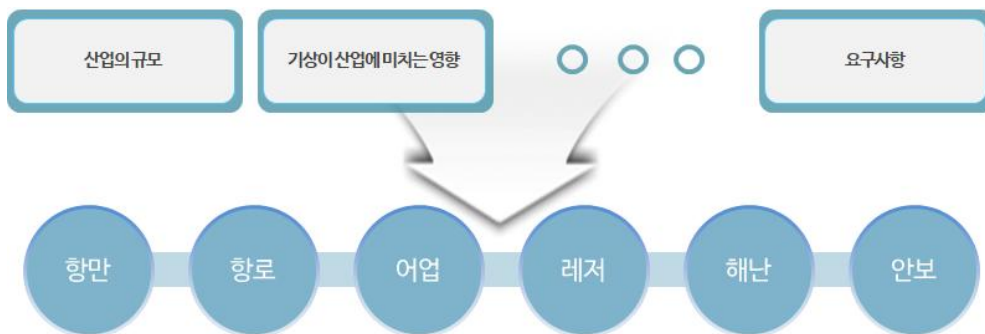 산업의 규모
기상이 산업에 미치는 영향
요구사항
항만
항로
어업
레저
해난
안보